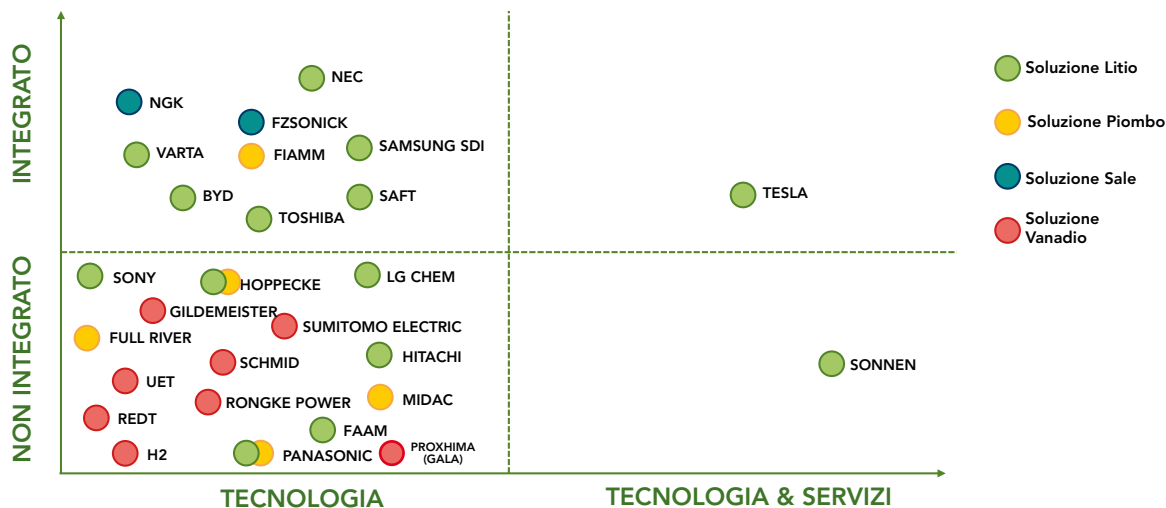 INTEGRATO
NON INTEGRATO
NEC
NGK
FZSONICK
SAMSUNG SDI
VARTA
FIAMM
BYD
SAFT
TOSHIBA
TESLA
SONY
HOPPECKE
LG CHEM
GILDEMEISTER
SUMITOMO ELECTRIC
FULL RIVER
SCHMID
HITACHI
SONNEN
UET
RONGKE POWER
MIDAC
REDT
FAAM
H2
PANASONIC
PROXHIMA
(GALA)
TECNOLOGIA
TECNOLOGIA & SERVIZI
Soluzione Litio
Soluzione Piombo
Soluzione Sale
Soluzione
Vanadio